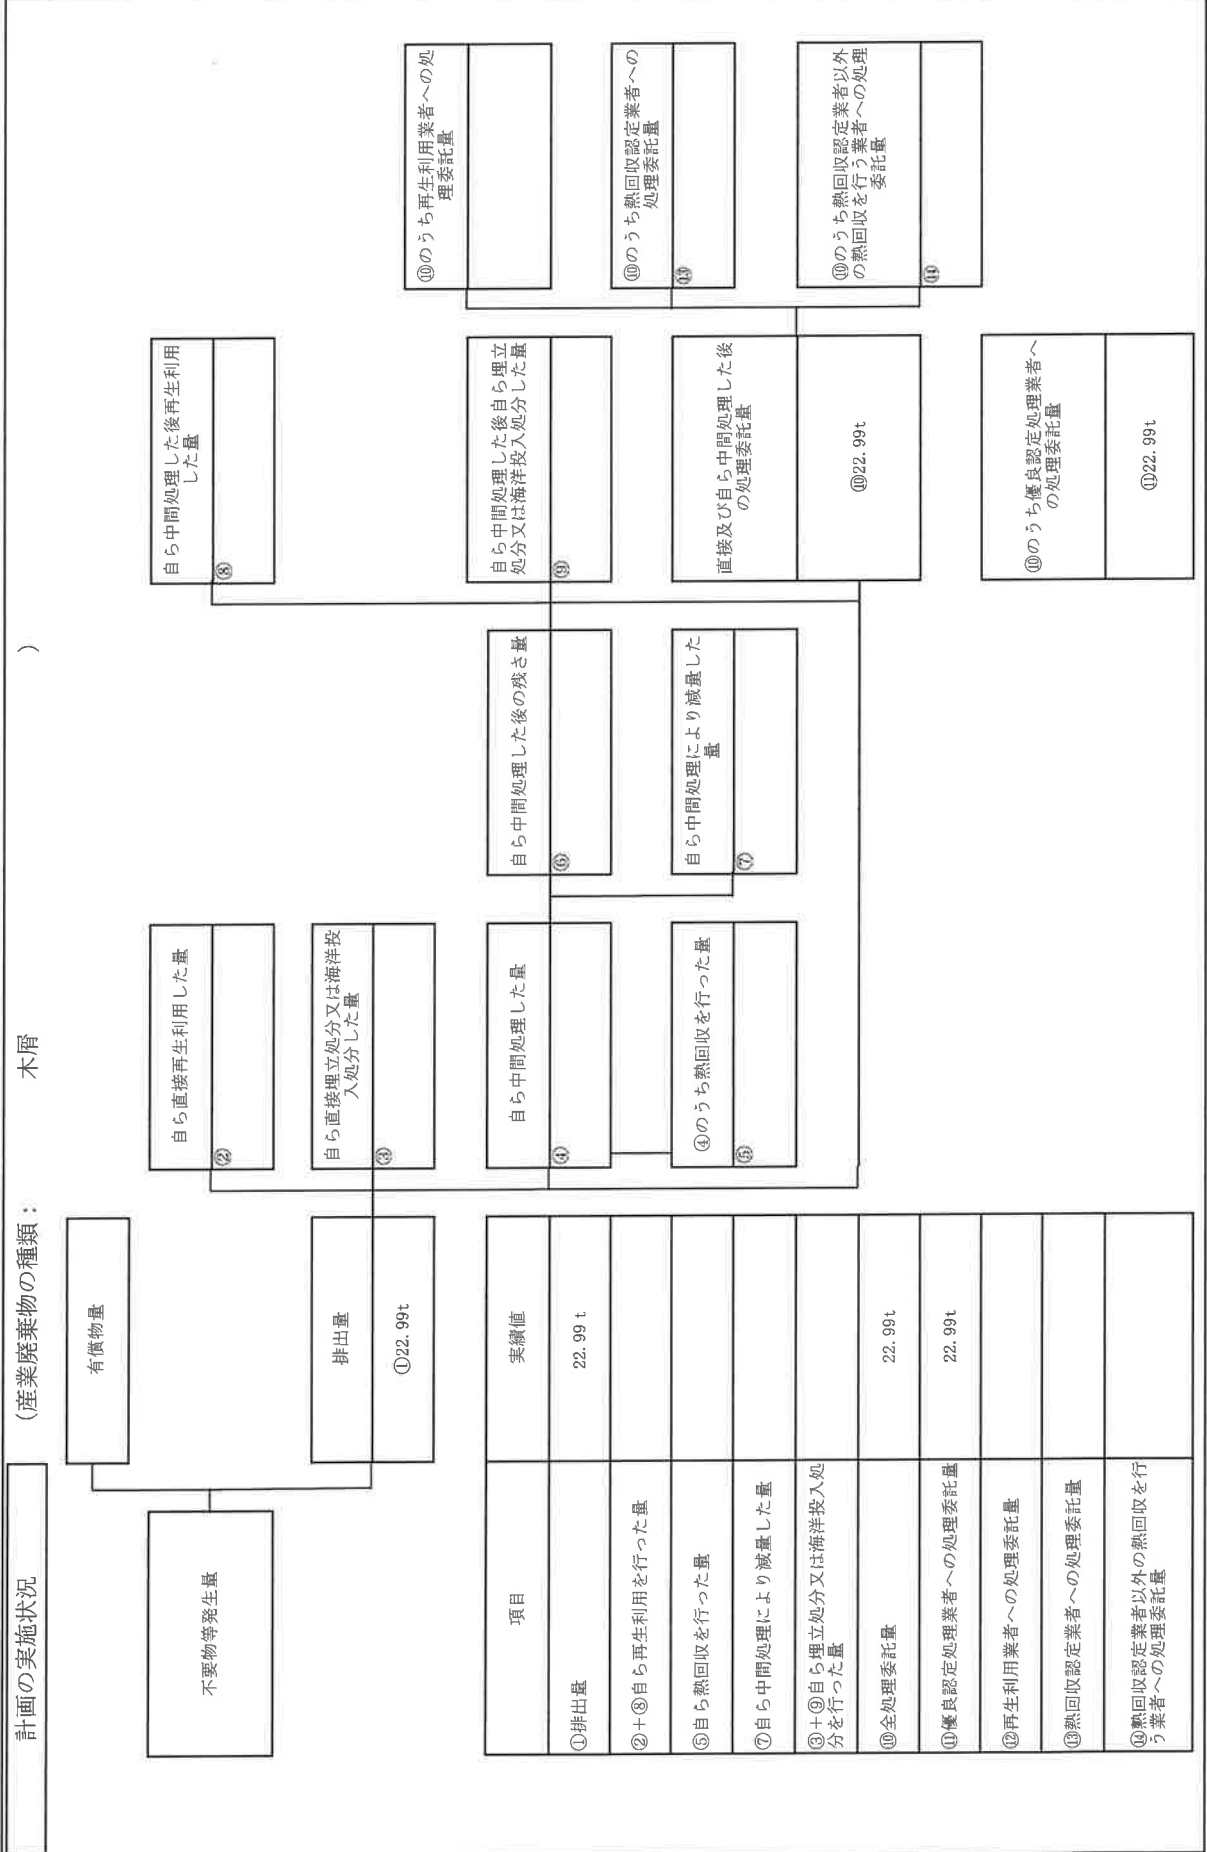 計画の実施状況
(産業廃棄物の種類: 木屑 )
不要物等発生量
有償物量
排出量
①22.99t
自ら直接再生利用した量
②
自ら直接埋立処分又は海洋投
入処分した量
③
自ら中間処理した量
④
④のうち熱回収を行った量
⑤
自ら中間処理した後の残さ量
⑥
自ら中間処理により減量した
量
⑦
自ら中間処理した後再生利用
した量
⑧
自ら中間処理した後自ら埋立
処分又は海洋投入処分した量
⑨
直接及び自ら中間処理した後
の処理委託量
⑩22.99t
⑩のうち優良認定処理業者へ
の処理委託量
⑪22.99t
⑩のうち再生利用業者への処
理委託量
⑩のうち熱回収認定業者への
処理委託量
⑬
⑩のうち熱回収認定業者以外
の熱回収を行う業者への処理
委託量
⑭
項目 実績値
①排出量 22.99 t
②+⑧自ら再生利用を行った量
⑤自ら熱回収を行った量
⑦自ら中間処理により減量した量
③+⑨自ら埋立処分又は海洋投入処
分を行った量
⑩全処理委託量 22.99t
⑪優良認定処理業者への処理委託量 22.99t
⑫再生利用業者への処理委託量
⑬熱回収認定業者への処理委託量
⑭熱回収認定業者以外の熱回収を行
う業者への処理委託量